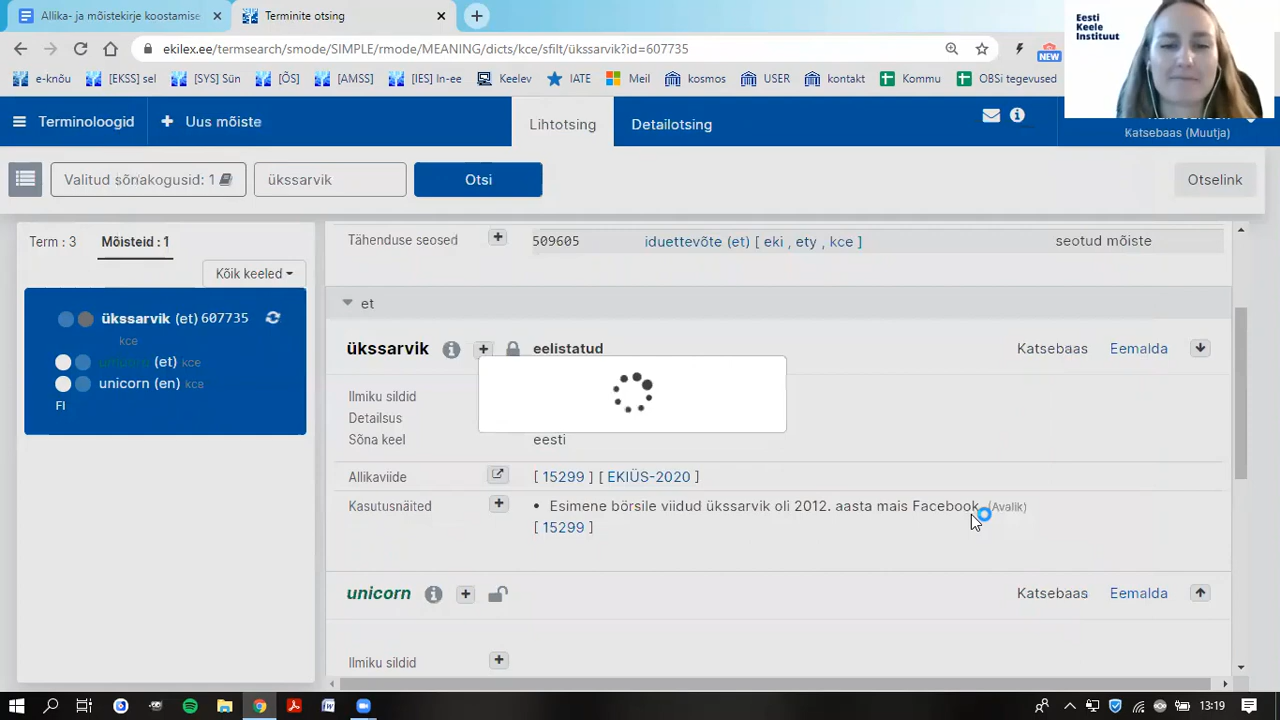 Allika- ja mõistekirje koostamise
Terminite otsing
ekilex.ee/termsearch/smode/SIMPLE/rmode/MEANING/dicts/kce/sfilt/ükssarvik?id=607735
NEW
e-knõu
[EKSS] sel
[SYS] Sün
[ÕS]
[AMSS]
[IES] In-ee
Keelev
IATE
Meil
kosmos
USER
kontakt
Kommu
OBSi tegevused
Eesti
Keele
Instituut
Terminoloogid
Uus mõiste
Lihtotsing
Detailotsing
Katsebaas (Muutja)
Valitud sõnakogusid: 1
ükssarvik
Otsi
Otselink
Term : 3
Mõisteid : 1
Kõik keeled
ükssarvik (et) 607735
kce
(et) kce
unicorn (en) kce
FI
Tähenduse seosed
509605 iduettevõte (et) [ eki , ety , kce ] seotud mõiste
et
ükssarvik eelistatud Katsebaas Eemalda
Ilmiku sildid
Detailsus
Sõna keel eesti
Allikaviide [ 15299 ] [ EKIÜS-2020 ]
Kasutusnäited • Esimene börsile viidud ükssarvik oli 2012. aasta mais Facebook. (Avalik)
[ 15299 ]
unicorn Katsebaas Eemalda
Ilmiku sildid
13:19